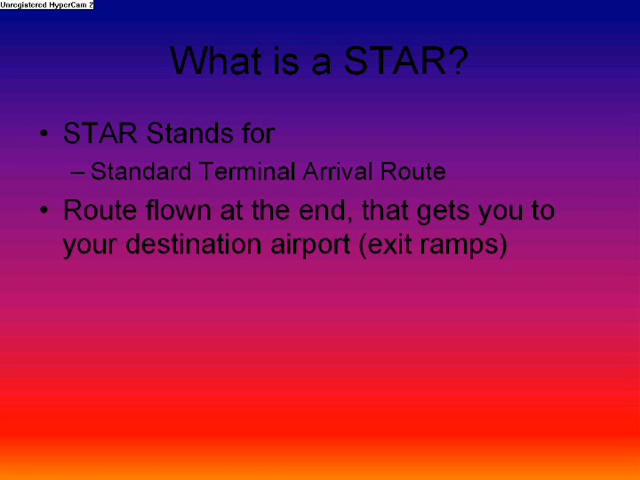 Unregistered HyperCam 2
What is a STAR?
• STAR Stands for
– Standard Terminal Arrival Route
• Route flown at the end, that gets you to
your destination airport (exit ramps)